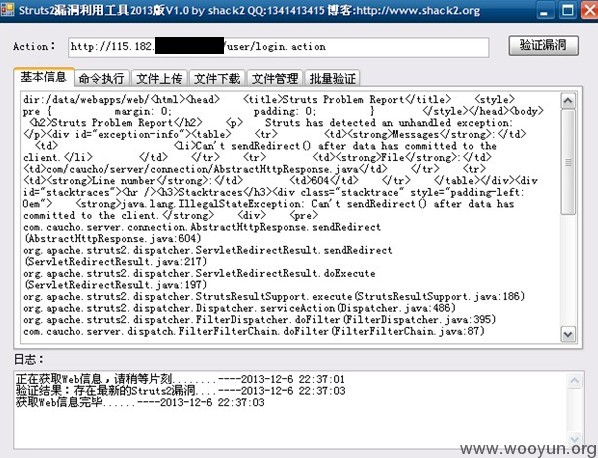 Struts2漏洞利用工具2013版V1.0 by shack2 QQ:1341413415 博客:http://www.shack2.org
Action: http://115.182. /user/login.action 验证漏洞
基本信息 命令执行 文件上传 文件下载 文件管理 批量验证
dir:/data/webapps/web/<html><head> <title>Struts Problem Report</title> <style>
pre { margin: 0; padding: 0; } </style></head><body>
<h2>Struts Problem Report</h2> <p> Struts has detected an unhandled exception:
</p><div id="exception-info"><table> <tr> <td><strong>Messages</strong>:</td>
<td> <li>Can't sendRedirect() after data has committed to the
client.</li> </td> </tr> <tr> <td><strong>File</strong>:</td>
<td>com/caucho/server/connection/AbstractHttpResponse.java</td> </tr> <tr>
<td><strong>Line number</strong>:</td> <td>604</td> </tr> </table></div><div
id="stacktraces"><hr /><h3>Stacktraces</h3><div class="stacktrace" style="padding-left:
0em"> <strong>java.lang.IllegalStateException: Can't sendRedirect() after data has
committed to the client.</strong> <div> <pre>
com.caucho.server.connection.AbstractHttpResponse.sendRedirect
(AbstractHttpResponse.java:604)
org.apache.struts2.dispatcher.ServletRedirectResult.sendRedirect
(ServletRedirectResult.java:217)
org.apache.struts2.dispatcher.ServletRedirectResult.doExecute
(ServletRedirectResult.java:197)
org.apache.struts2.dispatcher.StrutsResultSupport.execute(StrutsResultSupport.java:186)
org.apache.struts2.dispatcher.Dispatcher.serviceAction(Dispatcher.java:486)
org.apache.struts2.dispatcher.FilterDispatcher.doFilter(FilterDispatcher.java:395)
com.caucho.server.dispatch.FilterFilterChain.doFilter(FilterFilterChain.java:87)
日志:
正在获取Web信息,请稍等片刻........----2013-12-6 22:37:01
验证结果:存在最新的Struts2漏洞....----2013-12-6 22:37:03
获取Web信息完毕......----2013-12-6 22:37:03
www.wooyun.org